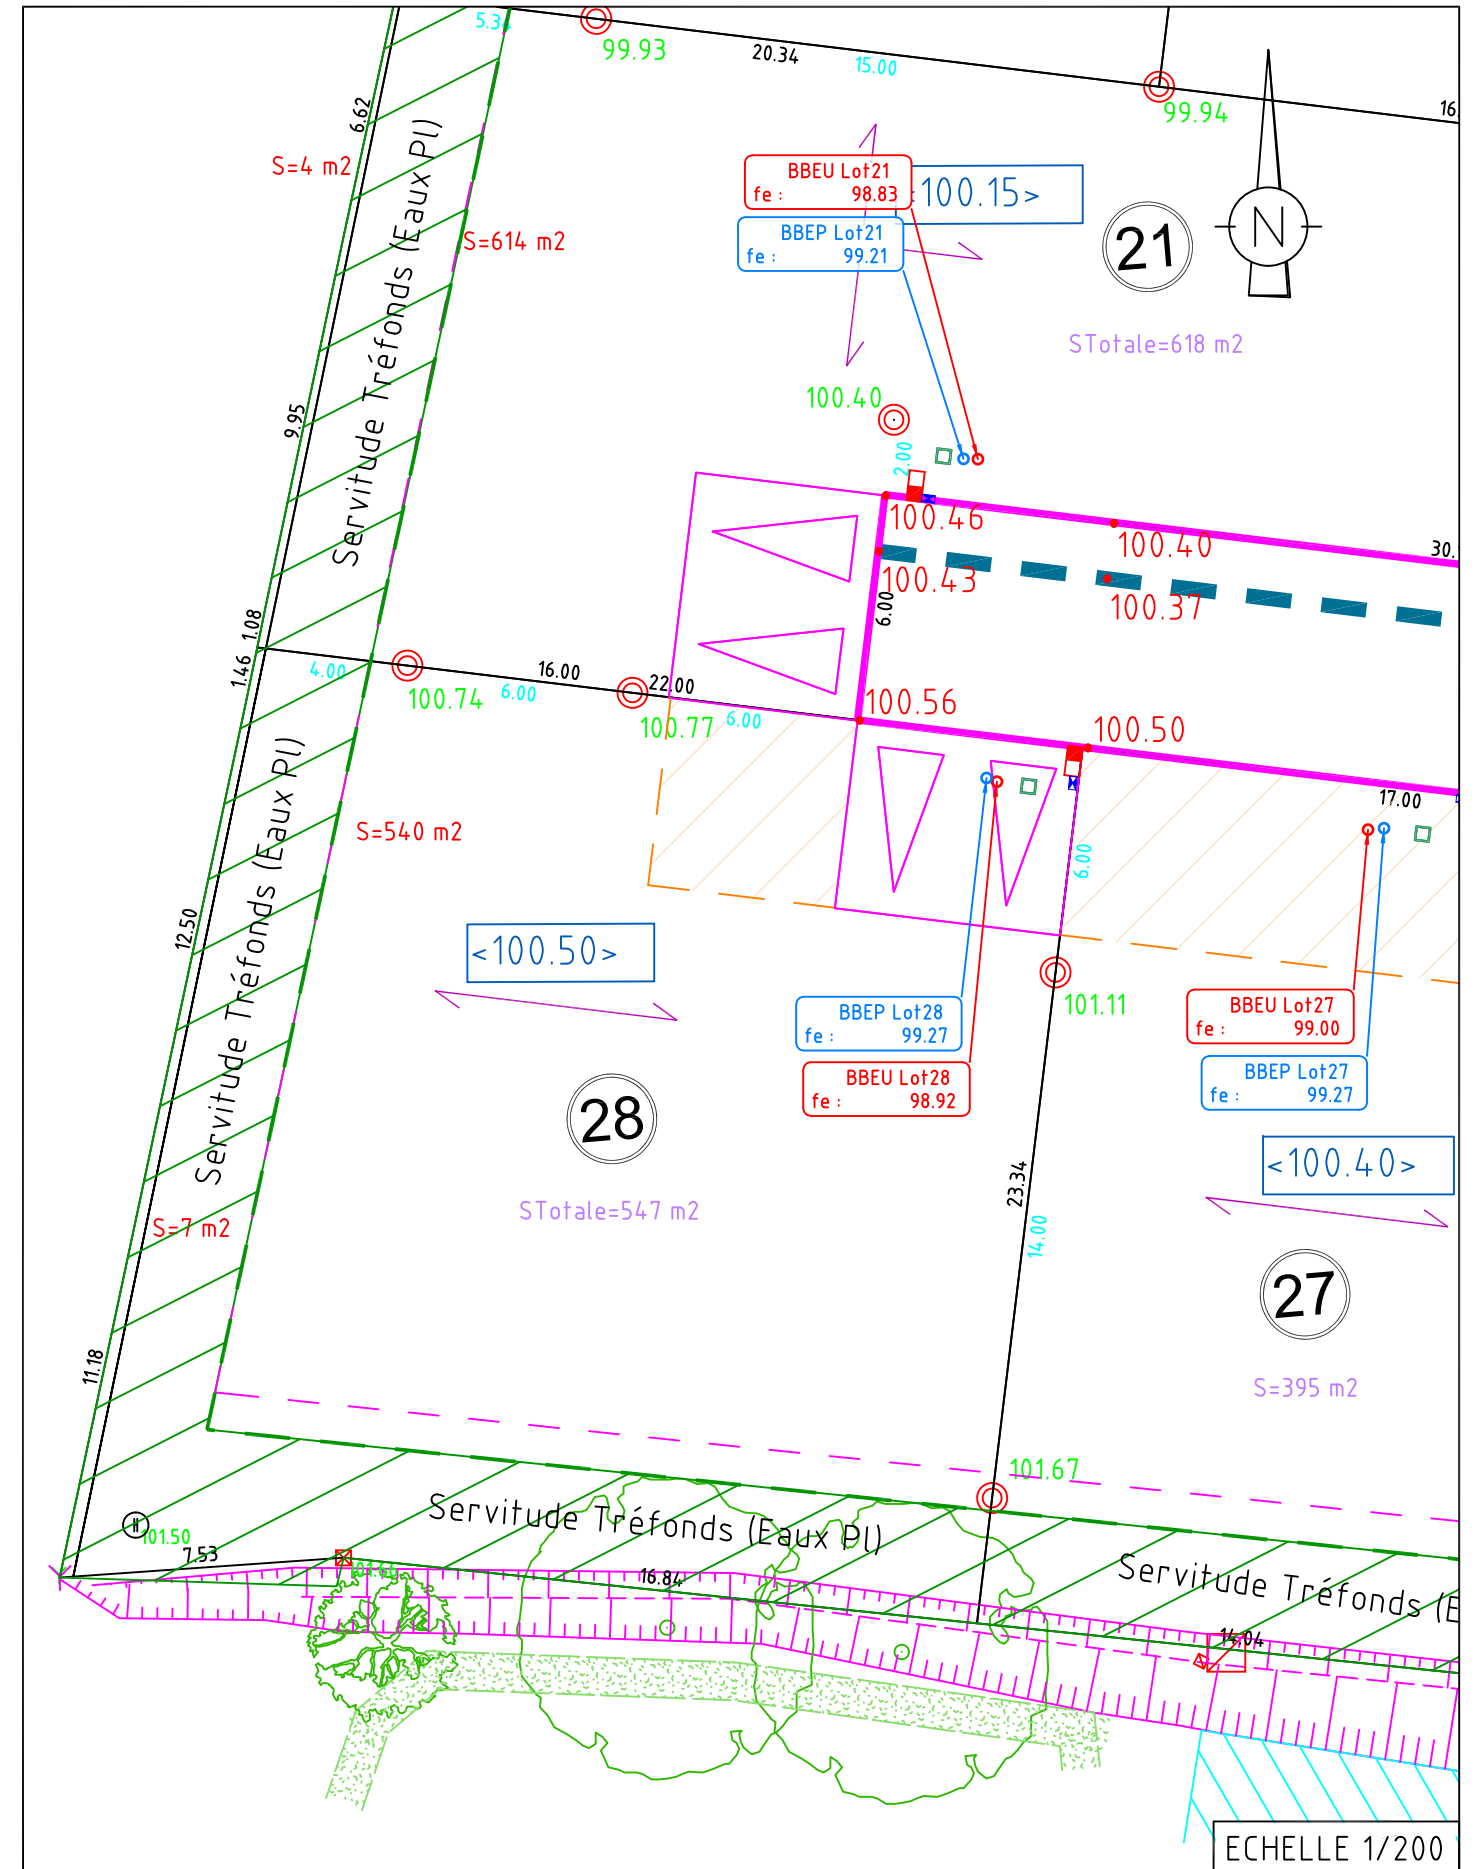 5.34
99.93
20.34
15.00
99.94
16.
6.62
S=4 m2
Servitude Tréfonds (Eaux Pl)
S=614 m2
BBEU Lot21
fe : 98.83
100.15>
BBEP Lot21
fe : 99.21
21
N
STotale=618 m2
100.40
2.00
9.95
100.46
100.40
30.
100.43
100.37
6.00
1.08
1.46
4.00
100.74
16.00
6.00
22.00
100.77
6.00
100.56
100.50
17.00
S=540 m2
Servitude Tréfonds (Eaux Pl)
12.50
6.00
<100.50>
101.11
BBEP Lot28
fe : 99.27
BBEU Lot28
fe : 98.92
BBEU Lot27
fe : 99.00
BBEP Lot27
fe : 99.27
28
<100.40>
STotale=547 m2
23.34
14.00
S=7 m2
27
11.18
S=395 m2
101.67
101.50
7.53
Servitude Tréfonds (Eaux Pl)
16.84
Servitude Tréfonds (E
14.04
ECHELLE 1/200